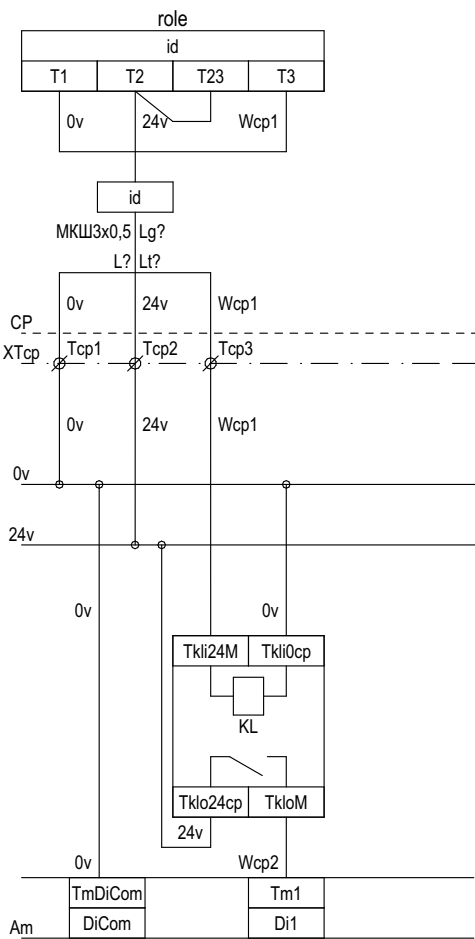 role
id
T1 T2 T23 T3
0v 24v Wcp1
id
МКШ3х0,5 Lg?
L? Lt?
0v 24v Wcp1
CP
XTcp Tcp1 Tcp2 Tcp3
0v 24v Wcp1
0v
24v
0v 0v
Tkli24M Tkli0cp
KL
Tklo24cp TkloM
24v
0v Wcp2
TmDiCom Tm1
Am DiCom Di1